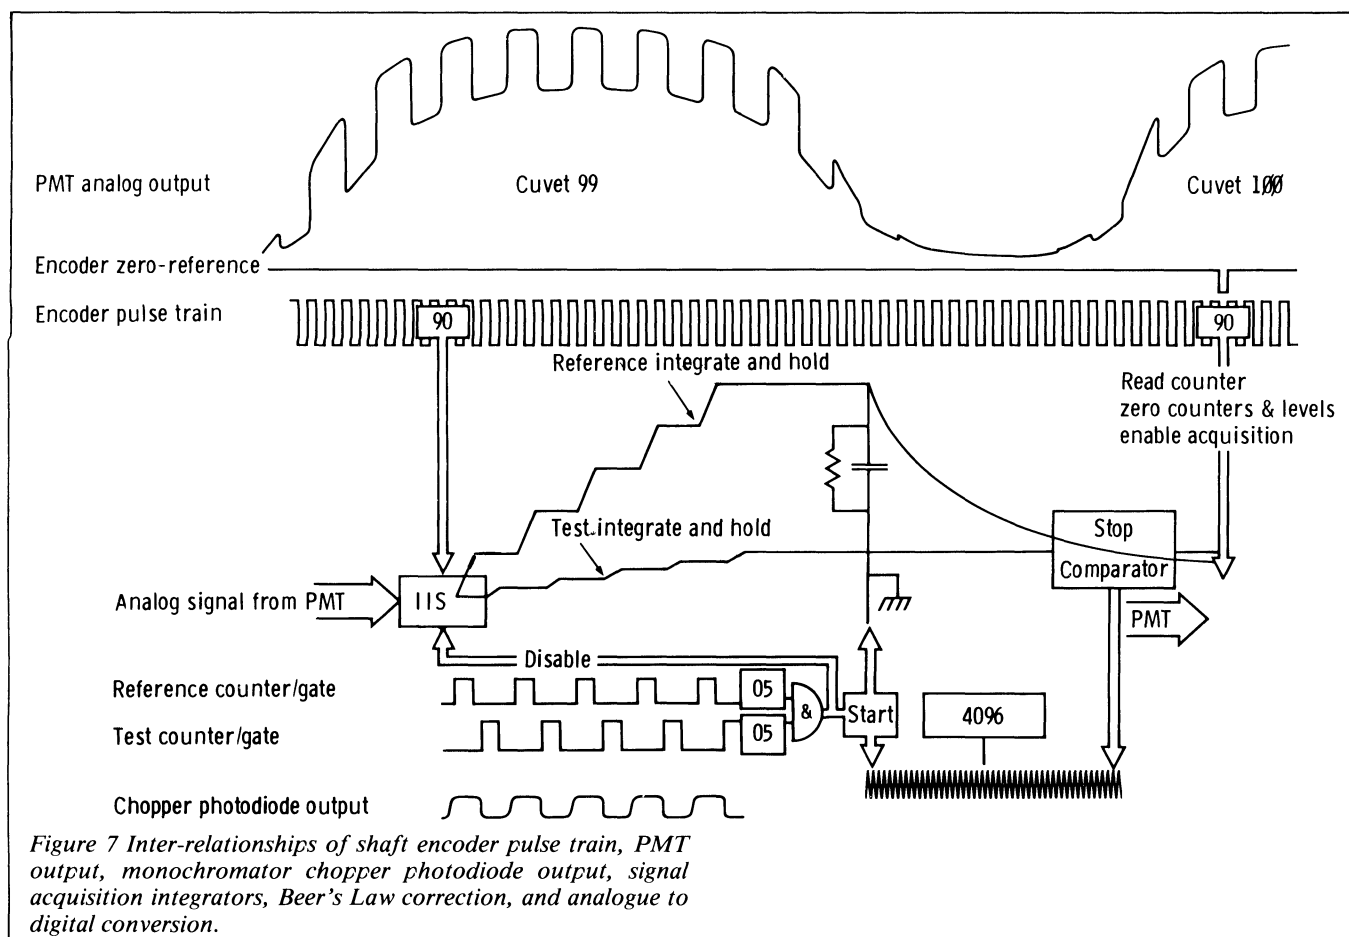 PMT analog output
Cuvet 99
Cuvet 100
Encoder zero-reference
Encoder pulse train
90
90
Reference integrate and hold
Read counter
zero counters & levels
enable acquisition
Test integrate and hold
Stop
Comparator
Analog signal from PMT
IIS
PMT
Disable
Reference counter/gate
05
&
Start
4096
Test counter/gate
05
Chopper photodiode output
Figure 7 Inter-relationships of shaft encoder pulse train, PMT
output, monochromator chopper photodiode output, signal
acquisition integrators, Beer's Law correction, and analogue to
digital conversion.